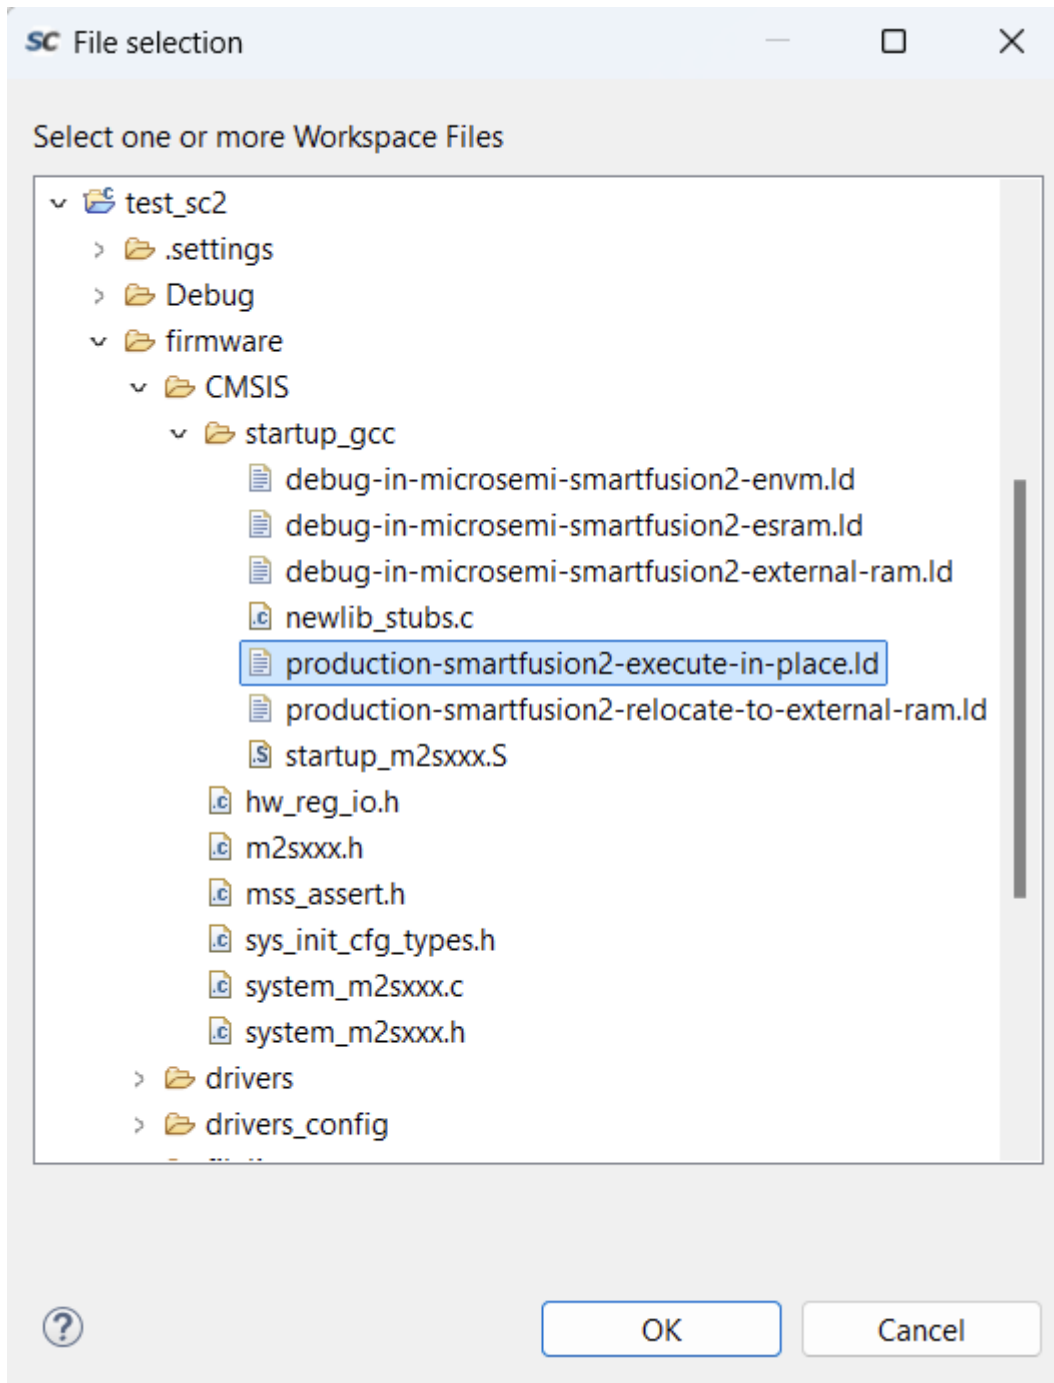 SC File selection
Select one or more Workspace Files
test_sc2
.settings
Debug
firmware
CMSIS
startup_gcc
debug-in-microsemi-smartfusion2-envm.ld
debug-in-microsemi-smartfusion2-esram.ld
debug-in-microsemi-smartfusion2-external-ram.ld
newlib_stubs.c
production-smartfusion2-execute-in-place.ld
production-smartfusion2-relocate-to-external-ram.ld
startup_m2sxxx.S
hw_reg_io.h
m2sxxx.h
mss_assert.h
sys_init_cfg_types.h
system_m2sxxx.c
system_m2sxxx.h
drivers
drivers_config
? OK Cancel